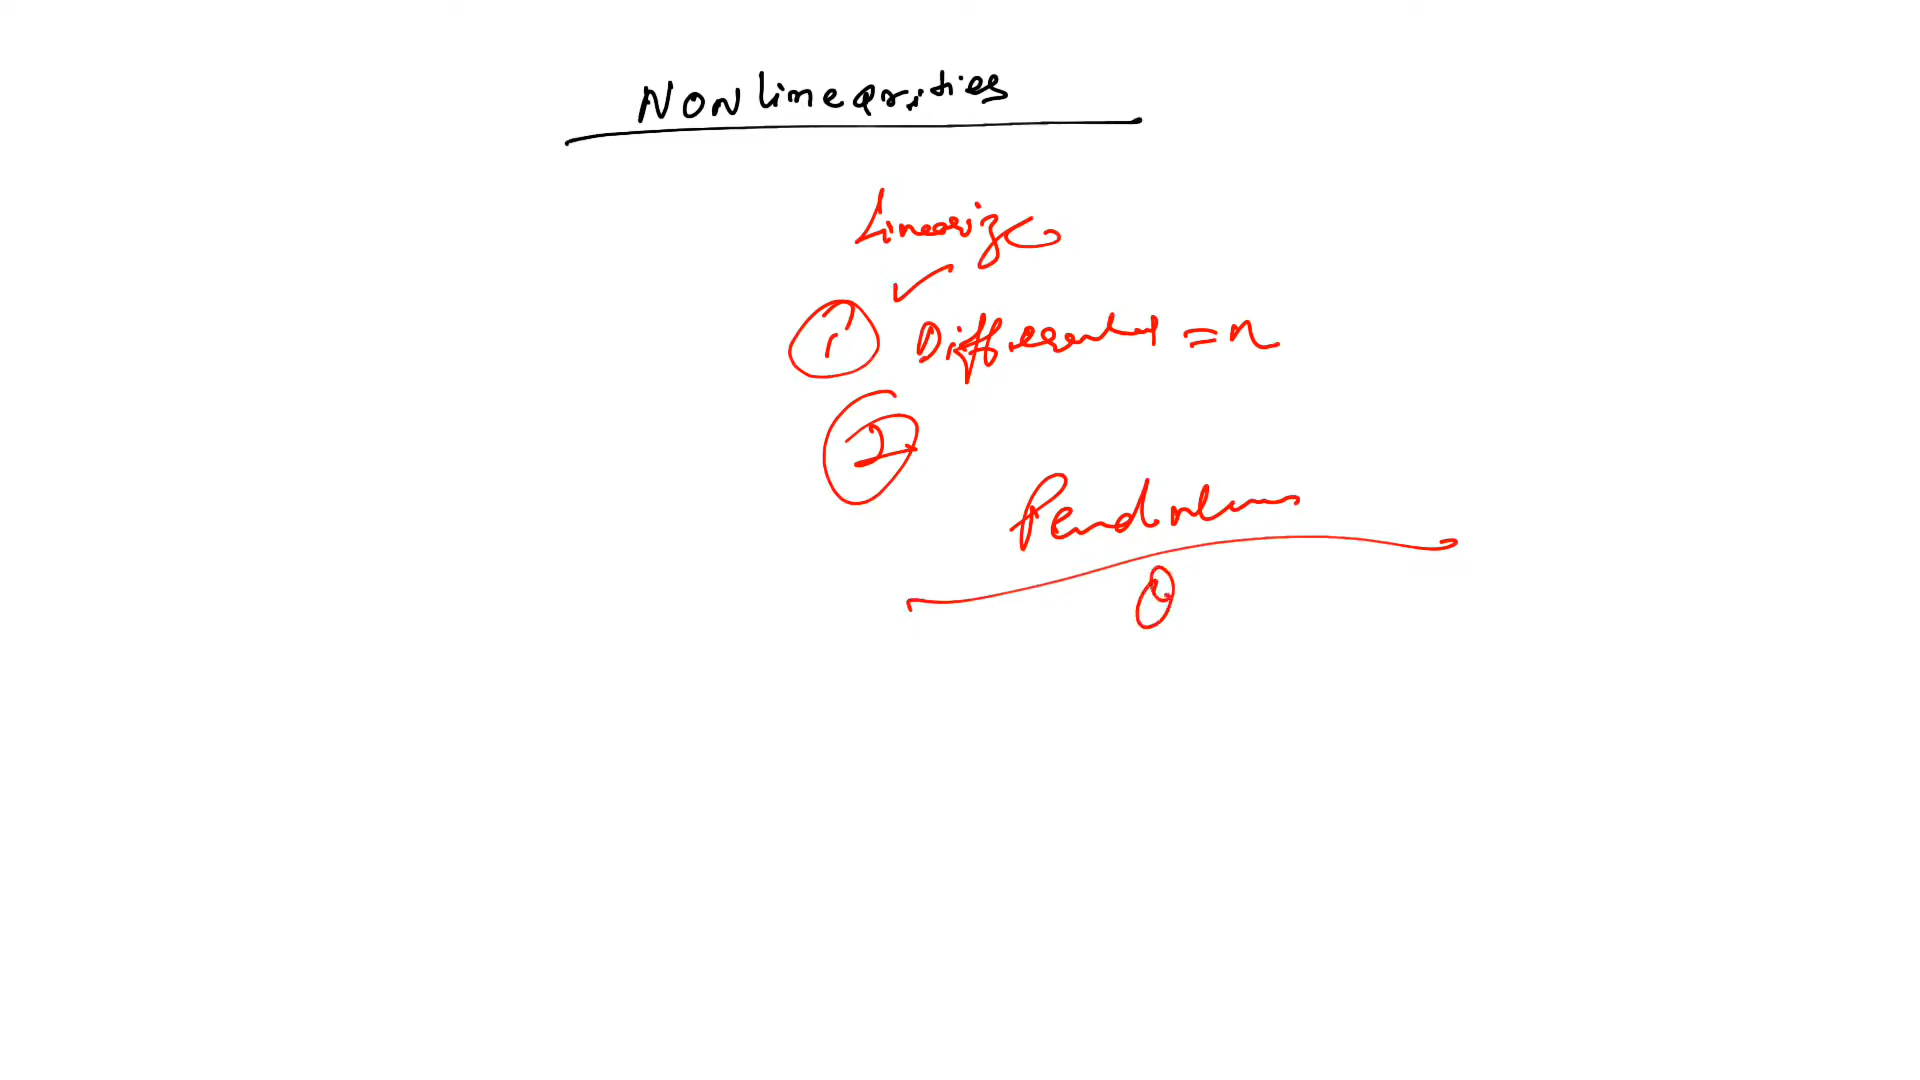 Nonlinearities
Linearize
1 Differential =n
2
Pendulum
θ